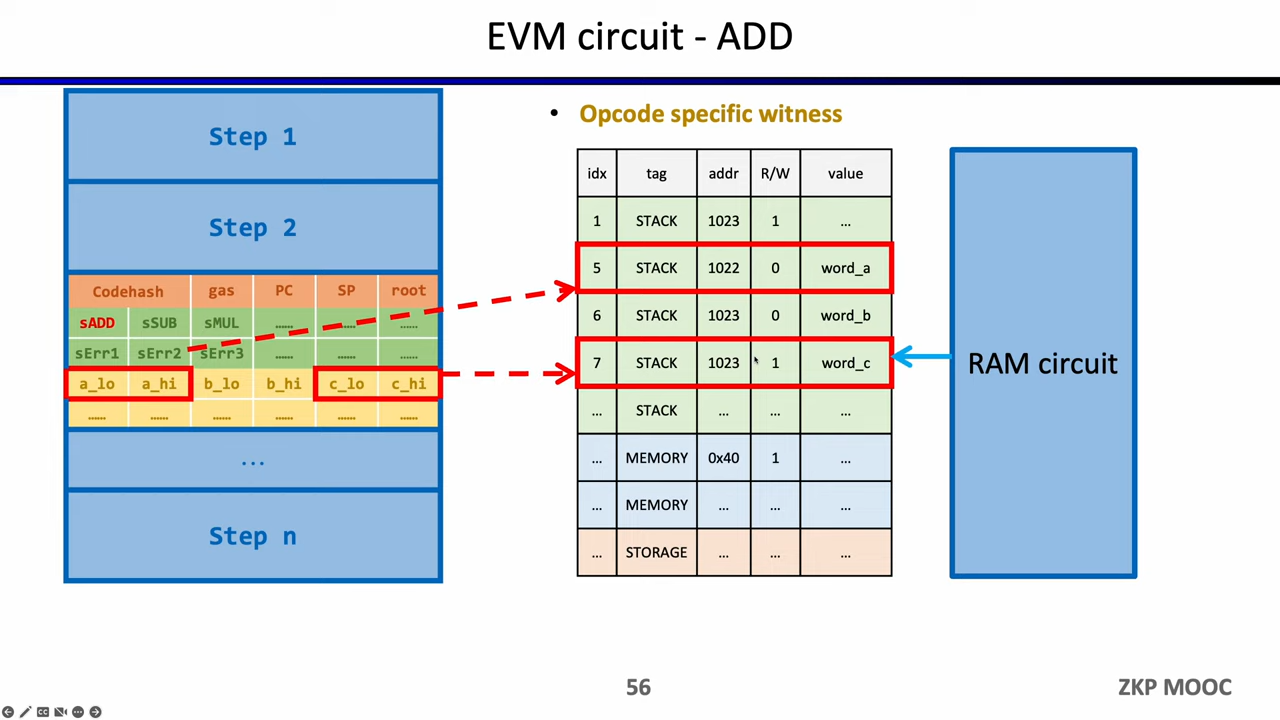 EVM circuit - ADD
Step 1
Step 2
Codehash gas PC SP root
sADD sSUB sMUL …… …… ……
sErr1 sErr2 sErr3 …… …… ……
a_lo a_hi b_lo b_hi c_lo c_hi
…… …… …… …… …… ……
...
Step n
• Opcode specific witness
idx tag addr R/W value
1 STACK 1023 1 ...
5 STACK 1022 0 word_a
6 STACK 1023 0 word_b
7 STACK 1023 1 word_c
... STACK ... ... ...
... MEMORY 0x40 1 ...
... MEMORY ... ... ...
... STORAGE ... ... ...
RAM circuit
56
ZKP MOOC